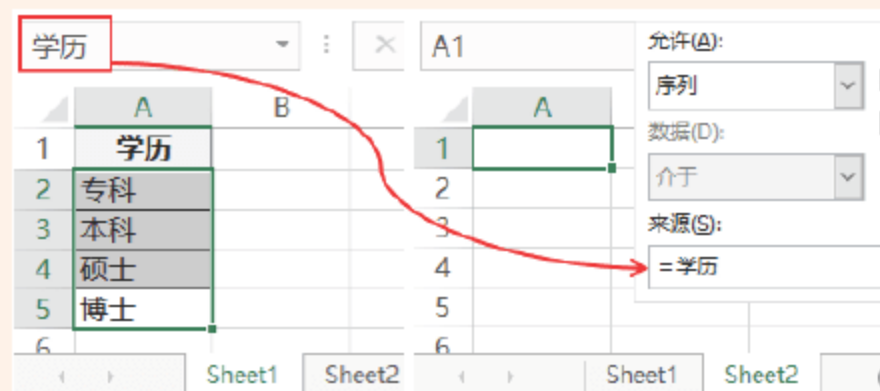 学历
A B
1 学历
2 专科
3 本科
4 硕士
5 博士
6
Sheet1 Sheet2
A1
A
1
2
3
4
5
6
Sheet1 Sheet2
允许(A):
序列
数据(D):
介于
来源(S):
=学历